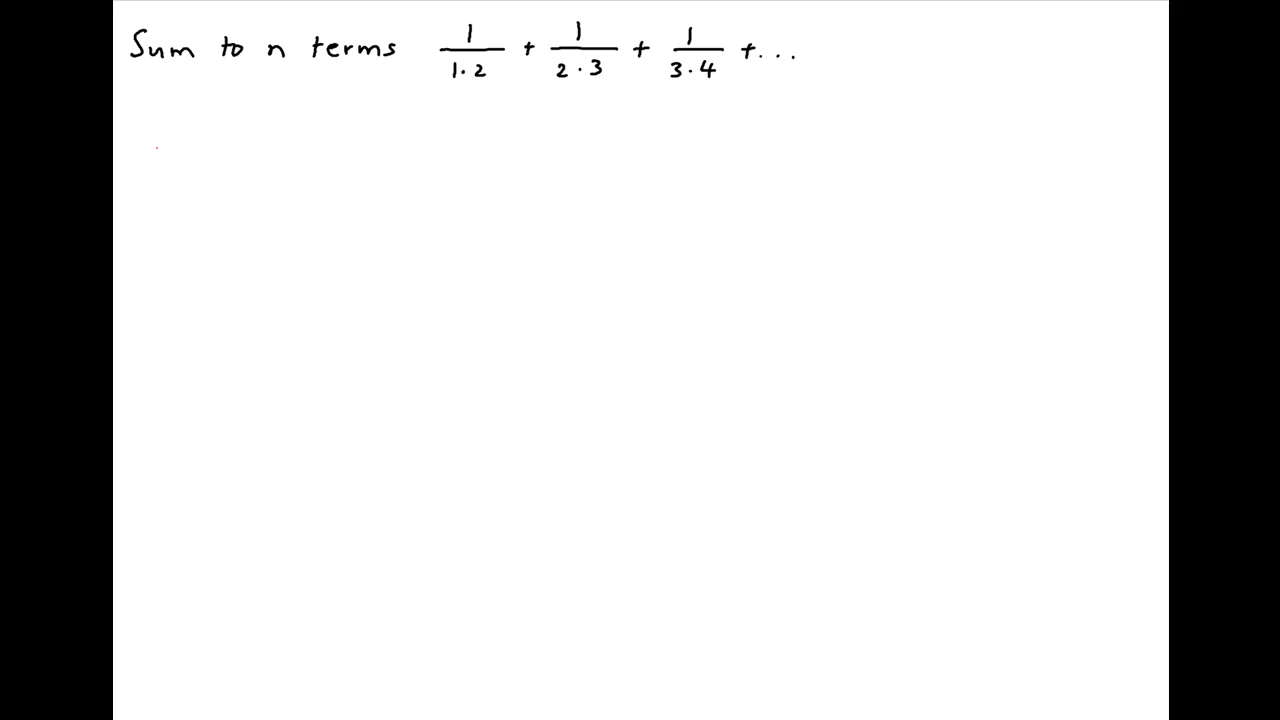 Sum to n terms 1/1·2 + 1/2·3 + 1/3·4 +...